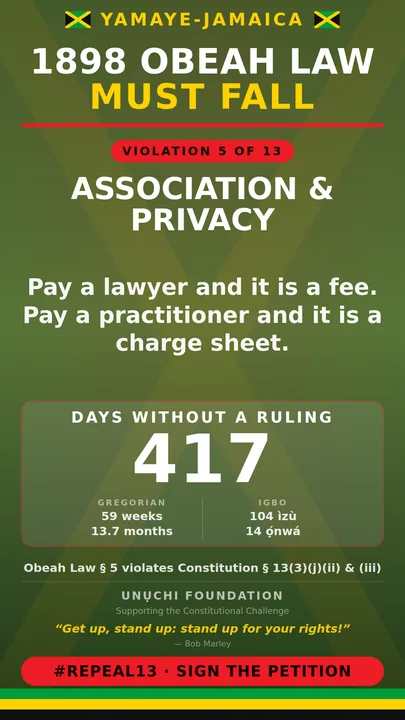 YAMAYE-JAMAICA
1898 OBEAH LAW
MUST FALL
VIOLATION 5 OF 13
ASSOCIATION &
PRIVACY
Pay a lawyer and it is a fee.
Pay a practitioner and it is a
charge sheet.
DAYS WITHOUT A RULING
417
GREGORIAN
59 weeks
13.7 months
IGBO
104 ìzù
14 ọ́nwá
Obeah Law § 5 violates Constitution § 13(3)(j)(ii) & (iii)
UNỤCHI FOUNDATION
Supporting the Constitutional Challenge
“Get up, stand up: stand up for your rights!”
— Bob Marley
#REPEAL13 · SIGN THE PETITION